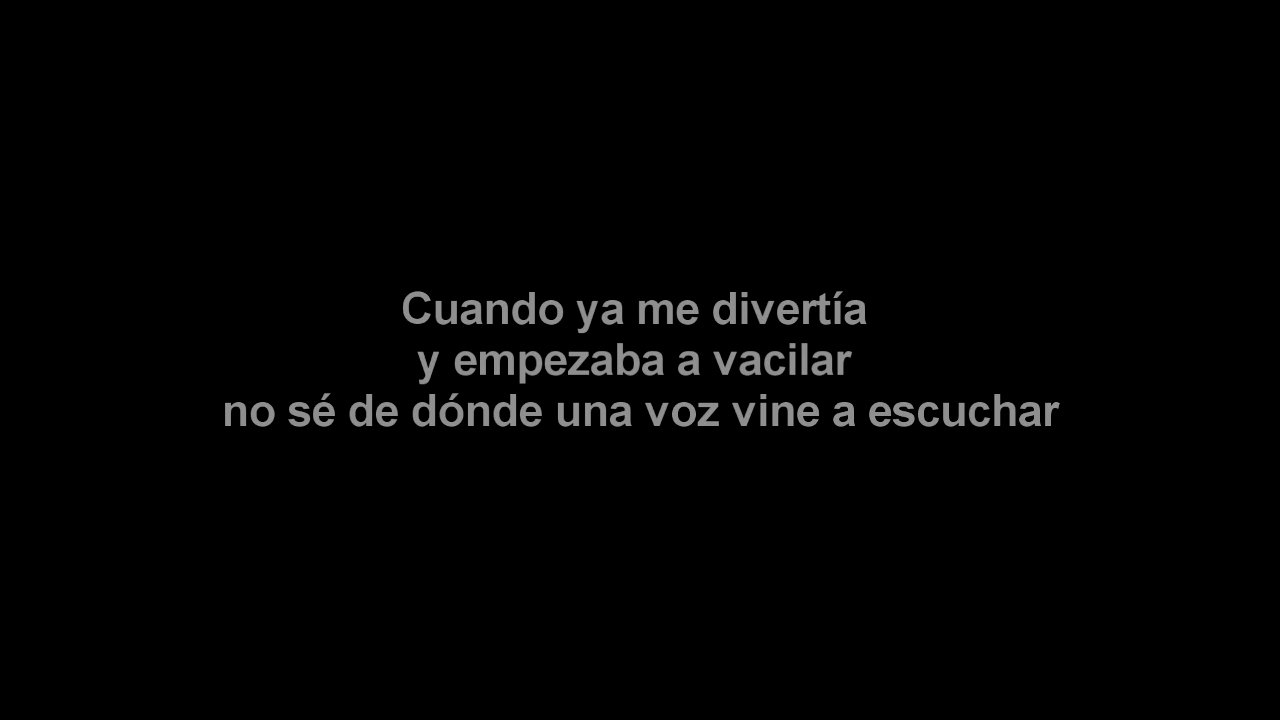 Cuando ya me divertía
y empezaba a vacilar
no sé de dónde una voz vine a escuchar